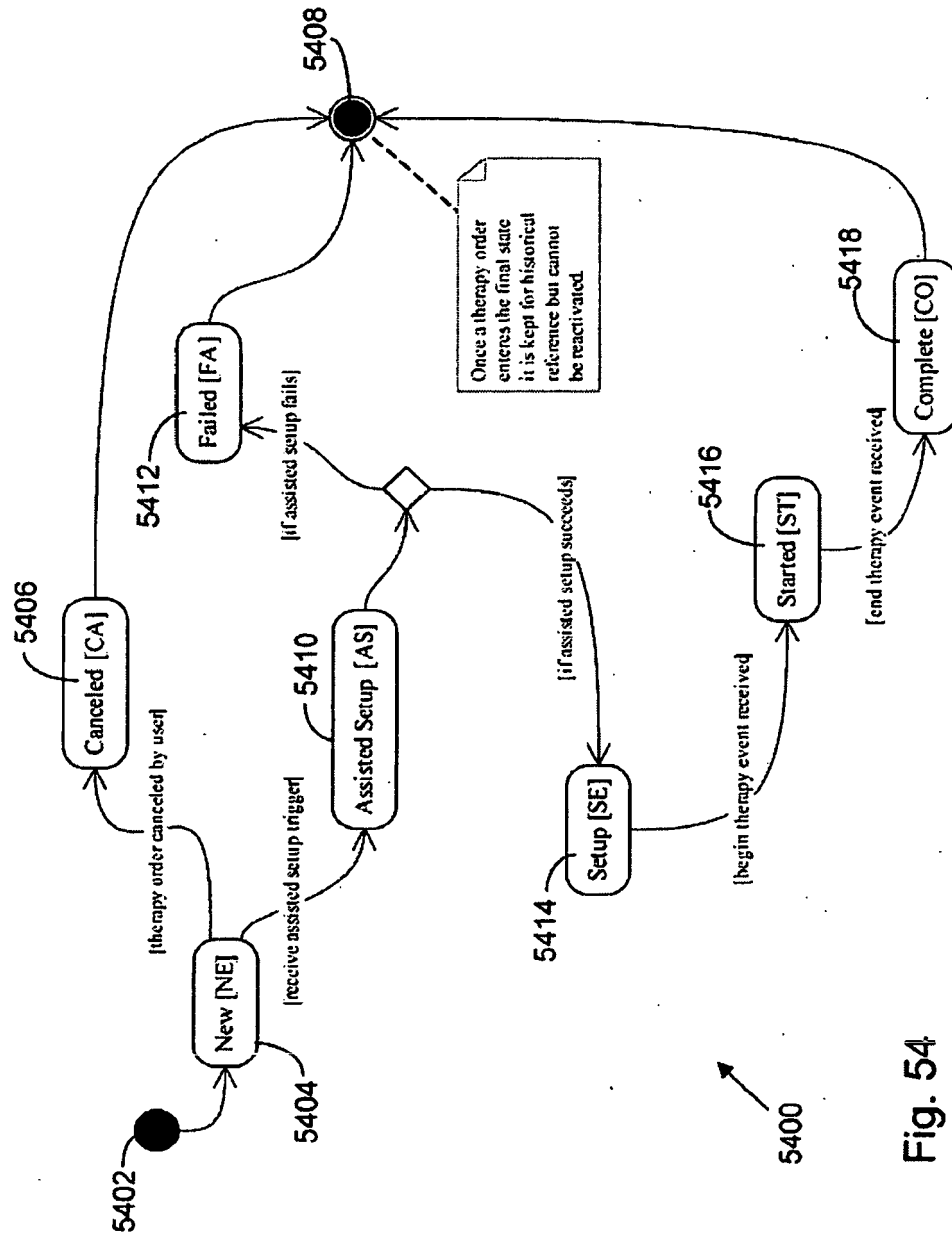 5402
New [NE]
5404
[therapy order canceled by user]
Canceled [CA]
5406
[receive assisted setup trigger]
Assisted Setup [AS]
5410
[if assisted setup fails]
Failed [FA]
5412
5408
Once a therapy order
enteres the final state
it is kept for historical
reference but cannot
be reactivated.
[if assisted setup succeeds]
Setup [SE]
5414
[begin therapy event received]
Started [ST]
5416
[end therapy event received]
Complete [CO]
5418
5400
Fig. 54